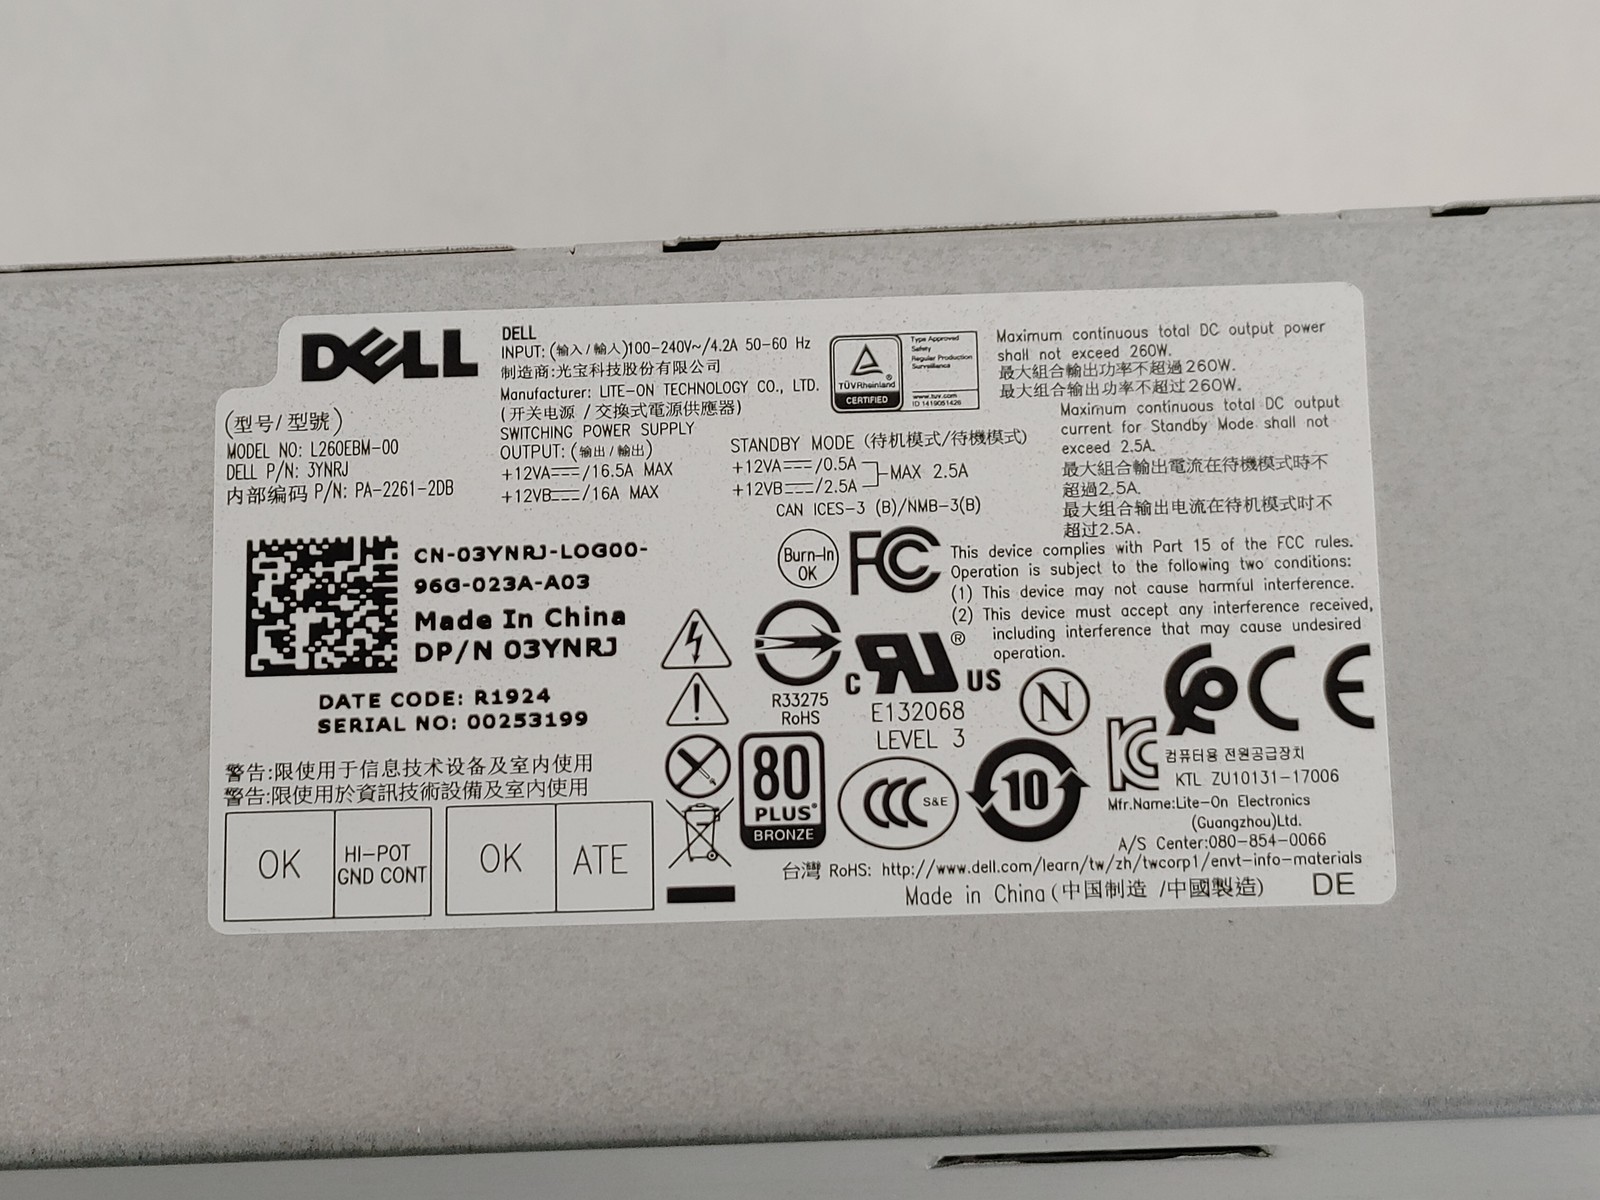 DELL
(型号/型號)
MODEL NO: L260EBM-00
DELL P/N: 3YNRJ
内部编码 P/N: PA-2261-2DB
DELL
INPUT: (输入/輸入)100-240V~/4.2A 50-60 Hz
制造商:光宝科技股份有限公司
Manufacturer: LITE-ON TECHNOLOGY CO., LTD.
(开关电源 / 交換式電源供應器)
SWITCHING POWER SUPPLY
OUTPUT: (输出/輸出)
+12VA⎓/16.5A MAX
+12VB⎓/16A MAX
TÜVRheinland
CERTIFIED
Type Approved
Safety
Regular Production
Surveillance
www.tuv.com
ID 1419051426
STANDBY MODE (待机模式/待機模式)
+12VA⎓/0.5A
+12VB⎓/2.5A
MAX 2.5A
CAN ICES-3 (B)/NMB-3(B)
Maximum continuous total DC output power
shall not exceed 260W.
最大組合輸出功率不超過260W.
最大组合输出功率不超过260W.
Maximum continuous total DC output
current for Standby Mode shall not
exceed 2.5A.
最大組合輸出電流在待機模式時不
超過2.5A.
最大组合输出电流在待机模式时不
超过2.5A.
CN-03YNRJ-LOG00-
96G-023A-A03
Made In China
DP/N 03YNRJ
DATE CODE: R1924
SERIAL NO: 00253199
Burn-In
OK
FC
This device complies with Part 15 of the FCC rules.
Operation is subject to the following two conditions:
(1) This device may not cause harmful interference.
(2) This device must accept any interference received,
including interference that may cause undesired
operation.
R33275
RoHS
c RU ® US
E132068
LEVEL 3
N
CE
KC
컴퓨터용 전원공급장치
KTL ZU10131-17006
Mfr.Name:Lite-On Electronics
(Guangzhou)Ltd.
A/S Center:080-854-0066
警告:限使用于信息技术设备及室内使用
警告:限使用於資訊技術設備及室內使用
OK
HI-POT
GND CONT
OK
ATE
80
PLUS®
BRONZE
CCC
S&E
10
台灣 RoHS: http://www.dell.com/learn/tw/zh/twcorp1/envt-info-materials
Made in China (中国制造 /中國製造)
DE